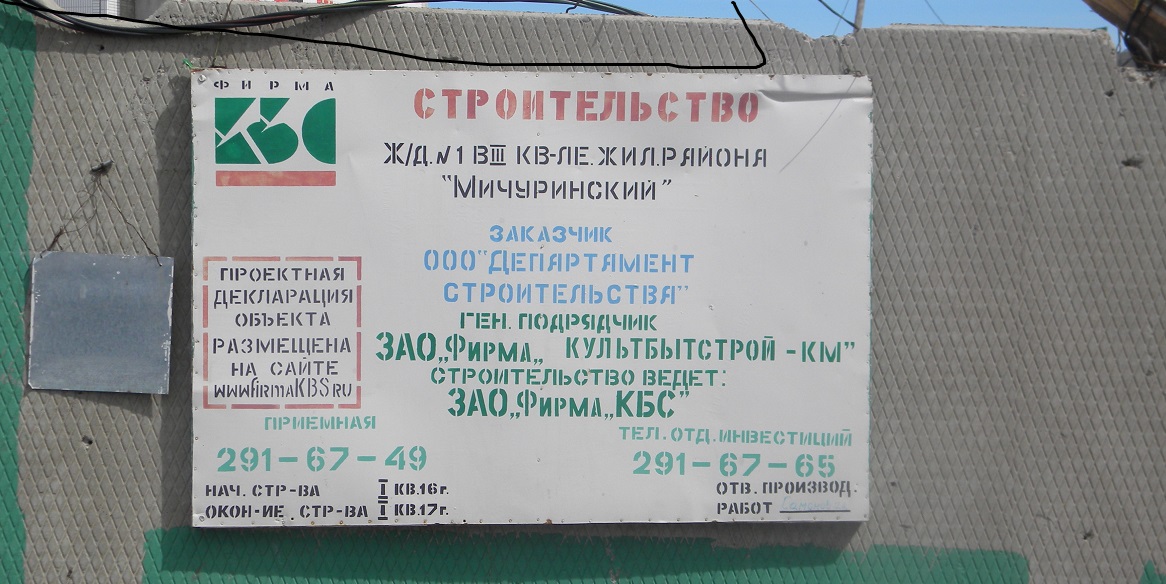 ФИРМА
КБС
СТРОИТЕЛЬСТВО
Ж/Д.N1 В III КВ-ЛЕ. ЖИЛ.РАЙОНА
"МИЧУРИНСКИЙ"
ЗАКАЗЧИК
ООО"ДЕПАРТАМЕНТ
СТРОИТЕЛЬСТВА"
ГЕН. ПОДРЯДЧИК
ЗАО„ФИРМА„ КУЛЬТБЫТСТРОЙ-КМ"
СТРОИТЕЛЬСТВО ВЕДЕТ:
ЗАО„ФИРМА„КБС"
ПРОЕКТНАЯ
ДЕКЛАРАЦИЯ
ОБЪЕКТА
РАЗМЕЩЕНА
НА САЙТЕ
wwwfirmaKBS.RU
ПРИЕМНАЯ
291-67-49
ТЕЛ.ОТД.ИНВЕСТИЦИЙ
291-67-65
НАЧ. СТР-ВА I КВ.16г.
ОКОН-ИЕ. СТР-ВА I КВ.17г.
ОТВ. ПРОИЗВОД.
РАБОТ